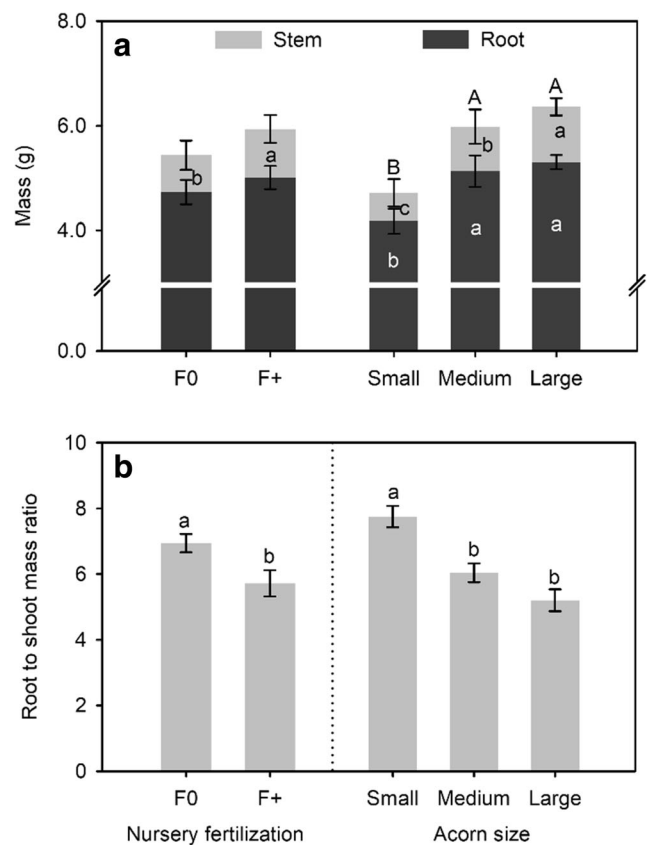 a
Stem
Root
8.0
6.0
4.0
0.0
Mass (g)
b
a
B
c
b
A
b
a
A
a
a
F0 F+ Small Medium Large
b
10
8
6
4
2
0
Root to shoot mass ratio
a
b
a
b
b
F0 F+ Small Medium Large
Nursery fertilization Acorn size